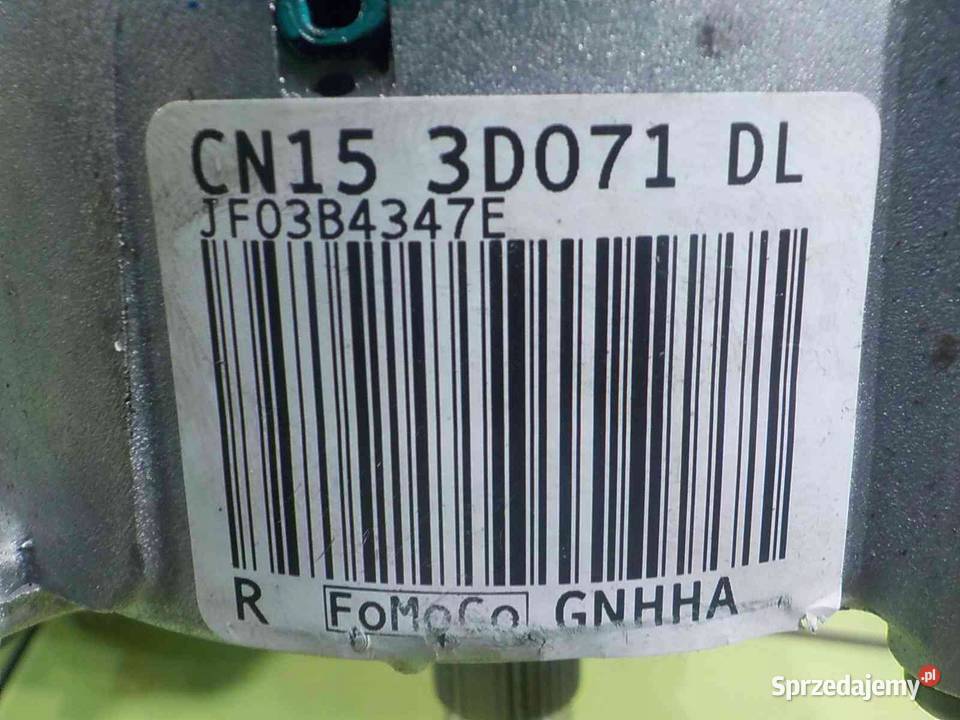 CN15 3D071 DL
JF03B4347E
R FoMoCo GNHHA
Sprzedajemy.pl